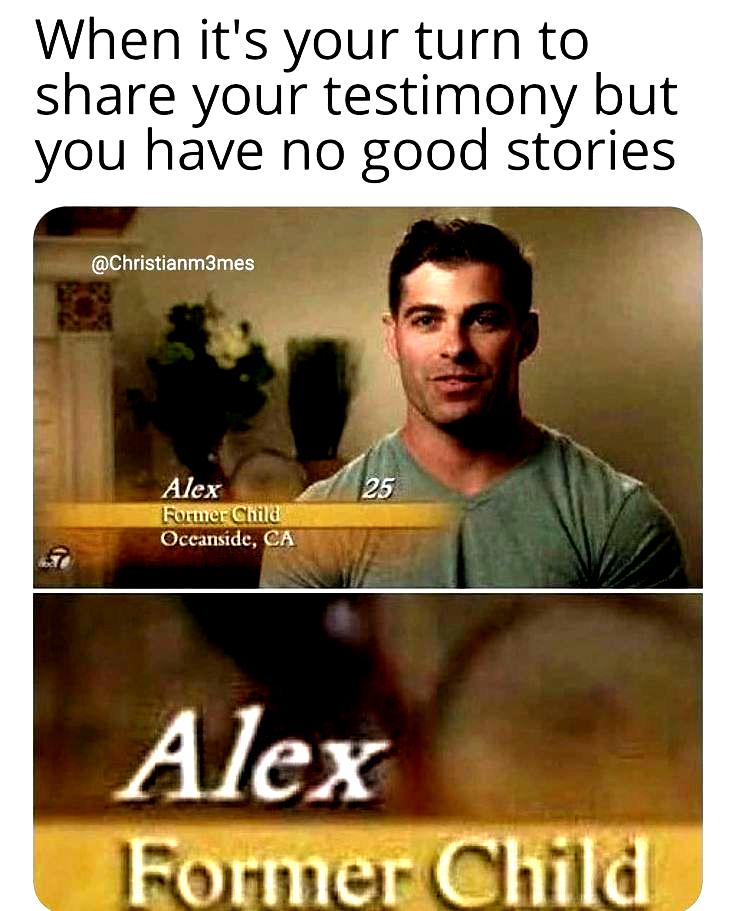 When it's your turn to
share your testimony but
you have no good stories
@Christianm3mes
Alex 25
Former Child
Oceanside, CA
abc7
Alex
Former Child